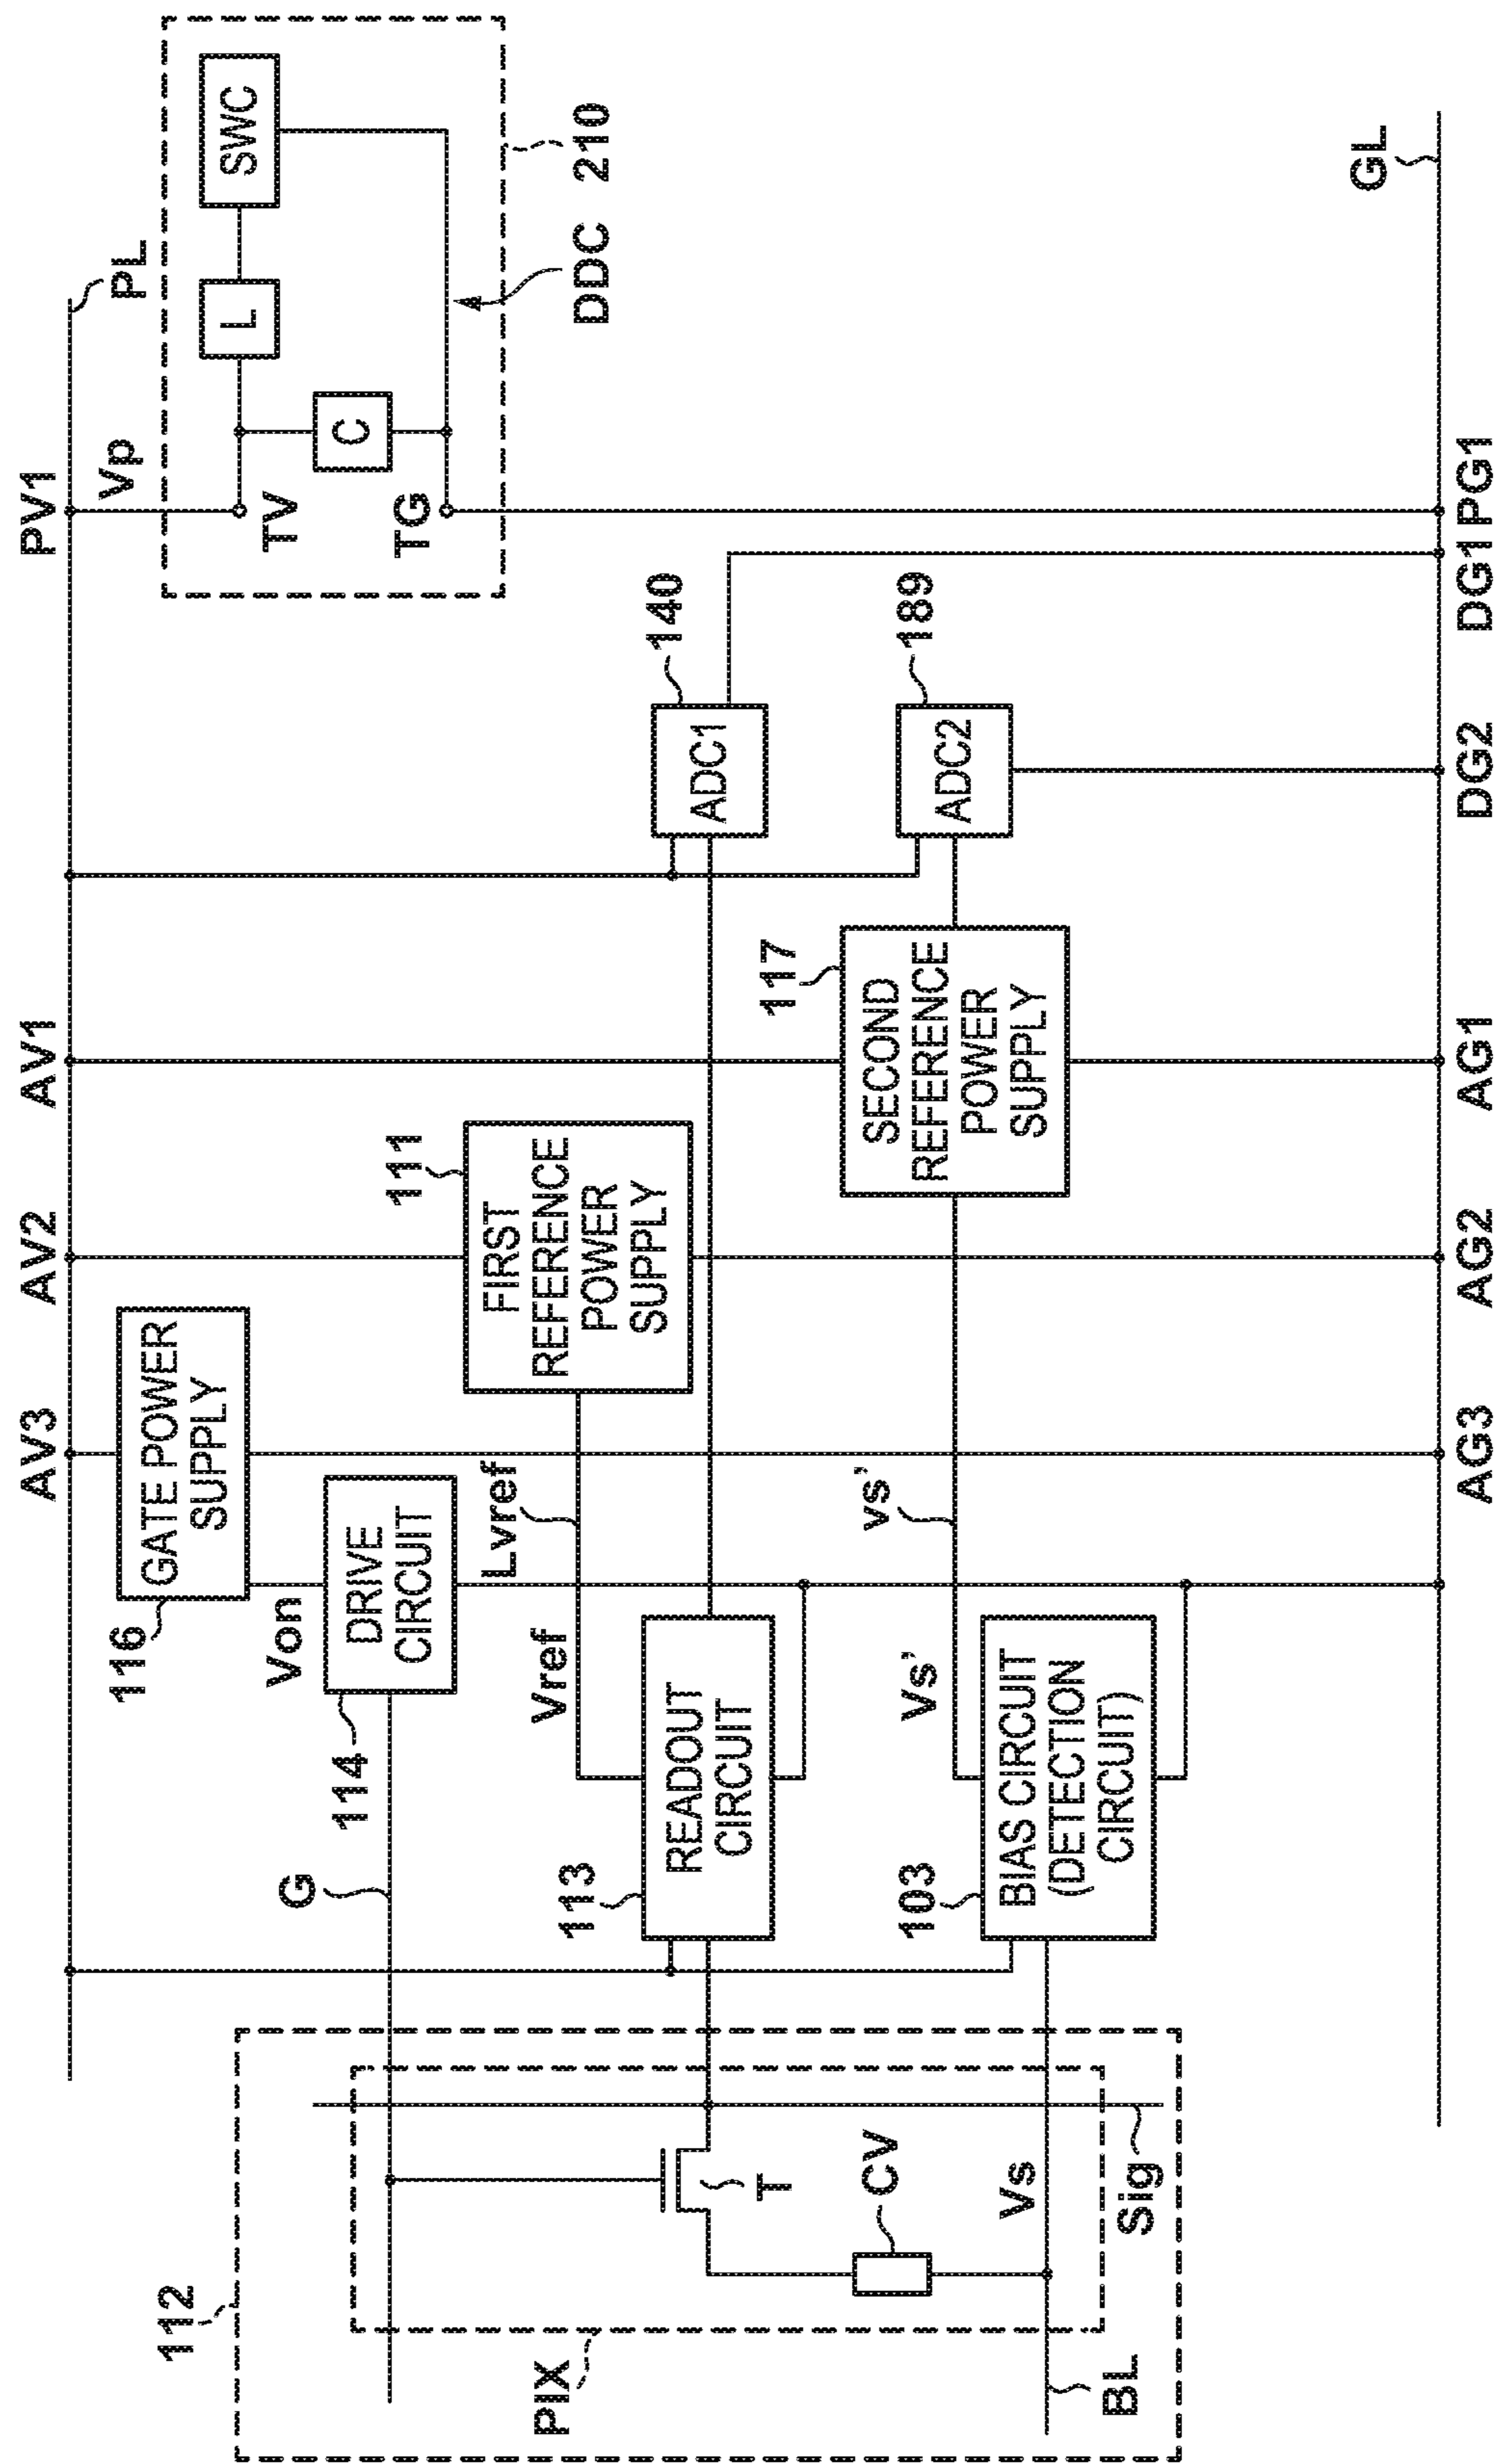 112
PIX
BL
Vs
Sig
CV
T
G
PV1
PL
Vp
SWC
L
C
TV
TG
DDC
210
AV1
AV2
AV3
116
GATE POWER
SUPPLY
Von
114
DRIVE
CIRCUIT
111
FIRST
REFERENCE
POWER
SUPPLY
Lvref
Vref
113
READOUT
CIRCUIT
140
ADC1
189
ADC2
117
SECOND
REFERENCE
POWER
SUPPLY
vs'
Vs'
103
BIAS CIRCUIT
(DETECTION
CIRCUIT)
GL
AG3
AG2
AG1
DG2
DG1
PG1